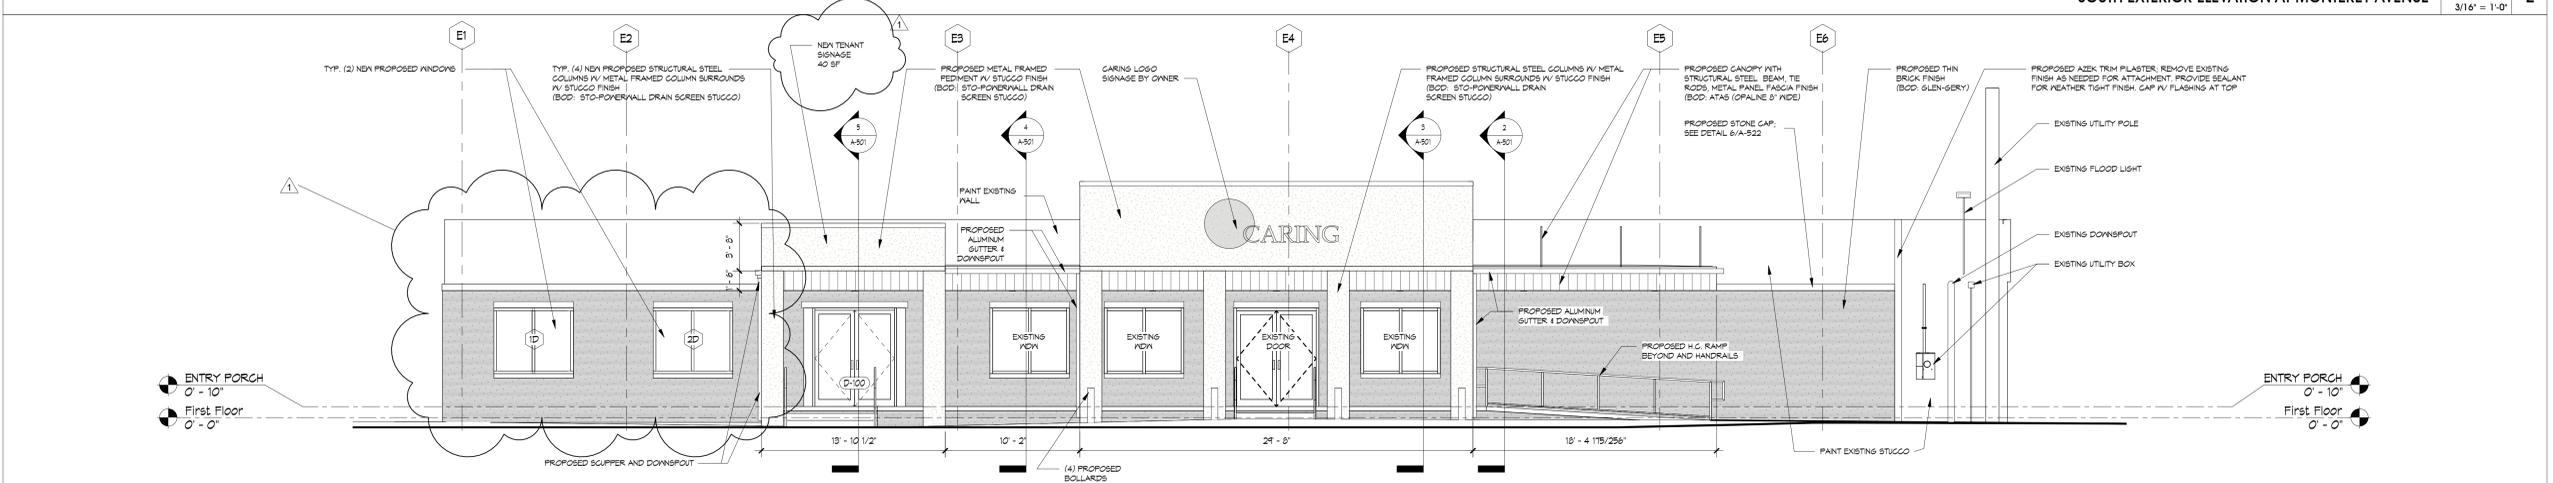 SOUTH EXTERIOR ELEVATION AT MONTEREY AVENUE
3/16" = 1'-0"
2
1
E1
E2
E3
E4
E5
E6
NEW TENANT
SIGNAGE
40 SF
TYP. (2) NEW PROPOSED WINDOWS
TYP. (4) NEW PROPOSED STRUCTURAL STEEL
COLUMNS W/ METAL FRAMED COLUMN SURROUNDS
W/ STUCCO FINISH
(BOD: STO-POWERWALL DRAIN SCREEN STUCCO)
PROPOSED METAL FRAMED
PEDIMENT W/ STUCCO FINISH
(BOD: STO-POWERWALL DRAIN
SCREEN STUCCO)
CARING LOGO
SIGNAGE BY OWNER
PROPOSED STRUCTURAL STEEL COLUMNS W/ METAL
FRAMED COLUMN SURROUNDS W/ STUCCO FINISH
(BOD: STO-POWERWALL DRAIN
SCREEN STUCCO)
PROPOSED CANOPY WITH
STRUCTURAL STEEL BEAM, TIE
RODS, METAL PANEL FASCIA FINISH
(BOD: ATAS (OPALINE 8" WIDE)
PROPOSED THIN
BRICK FINISH
(BOD: GLEN-GERY)
PROPOSED AZEK TRIM PILASTER; REMOVE EXISTING
FINISH AS NEEDED FOR ATTACHMENT. PROVIDE SEALANT
FOR WEATHER TIGHT FINISH. CAP W/ FLASHING AT TOP
PROPOSED STONE CAP;
SEE DETAIL 6/A-522
EXISTING UTILITY POLE
5
A-301
4
A-301
3
A-301
2
A-301
EXISTING FLOOD LIGHT
1
PAINT EXISTING
WALL
PROPOSED
ALUMINUM
GUTTER &
DOWNSPOUT
CARING
3' - 8"
1' - 6"
EXISTING DOWNSPOUT
EXISTING UTILITY BOX
PROPOSED ALUMINUM
GUTTER & DOWNSPOUT
1D
2D
EXISTING
WDW
EXISTING
WDW
EXISTING
DOOR
EXISTING
WDW
PROPOSED H.C. RAMP
BEYOND AND HANDRAILS
D-100
ENTRY PORCH
0' - 10"
First Floor
0' - 0"
ENTRY PORCH
0' - 10"
First Floor
0' - 0"
13' - 10 1/2"
10' - 2"
29' - 8"
18' - 4 175/256"
PROPOSED SCUPPER AND DOWNSPOUT
(4) PROPOSED
BOLLARDS
PAINT EXISTING STUCCO